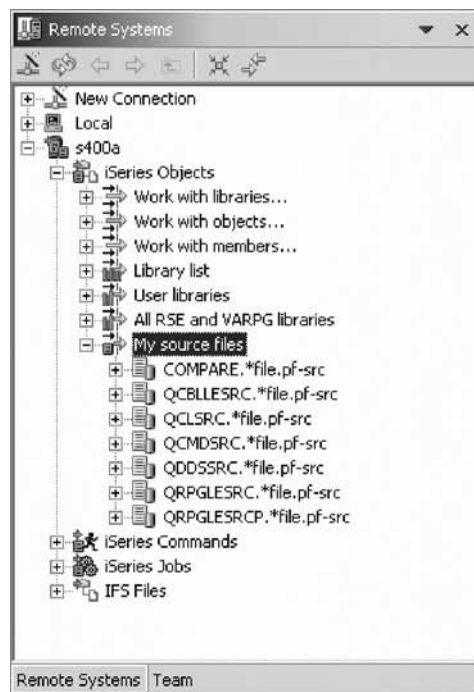 Remote Systems
New Connection
Local
s400a
iSeries Objects
Work with libraries...
Work with objects...
Work with members...
Library list
User libraries
All RSE and VARPG libraries
My source files
COMPARE.*file.pf-src
QCBLLESRC.*file.pf-src
QCLSRC.*file.pf-src
QCMDSRC.*file.pf-src
QDDSSRC.*file.pf-src
QRPGLESRC.*file.pf-src
QRPGLESRCP.*file.pf-src
iSeries Commands
iSeries Jobs
IFS Files
Remote Systems Team